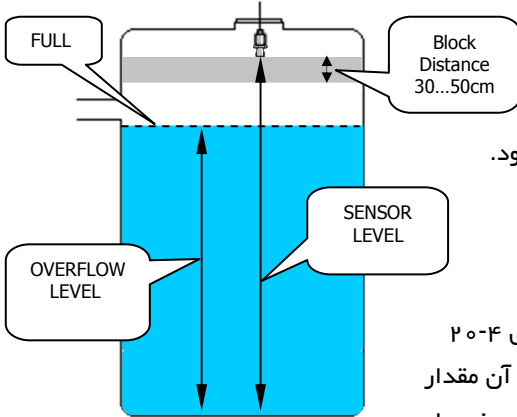 FULL
Block
Distance
30...50cm
ود.
SENSOR
LEVEL
OVERFLOW
LEVEL
۴-۲۰
آن مقدار